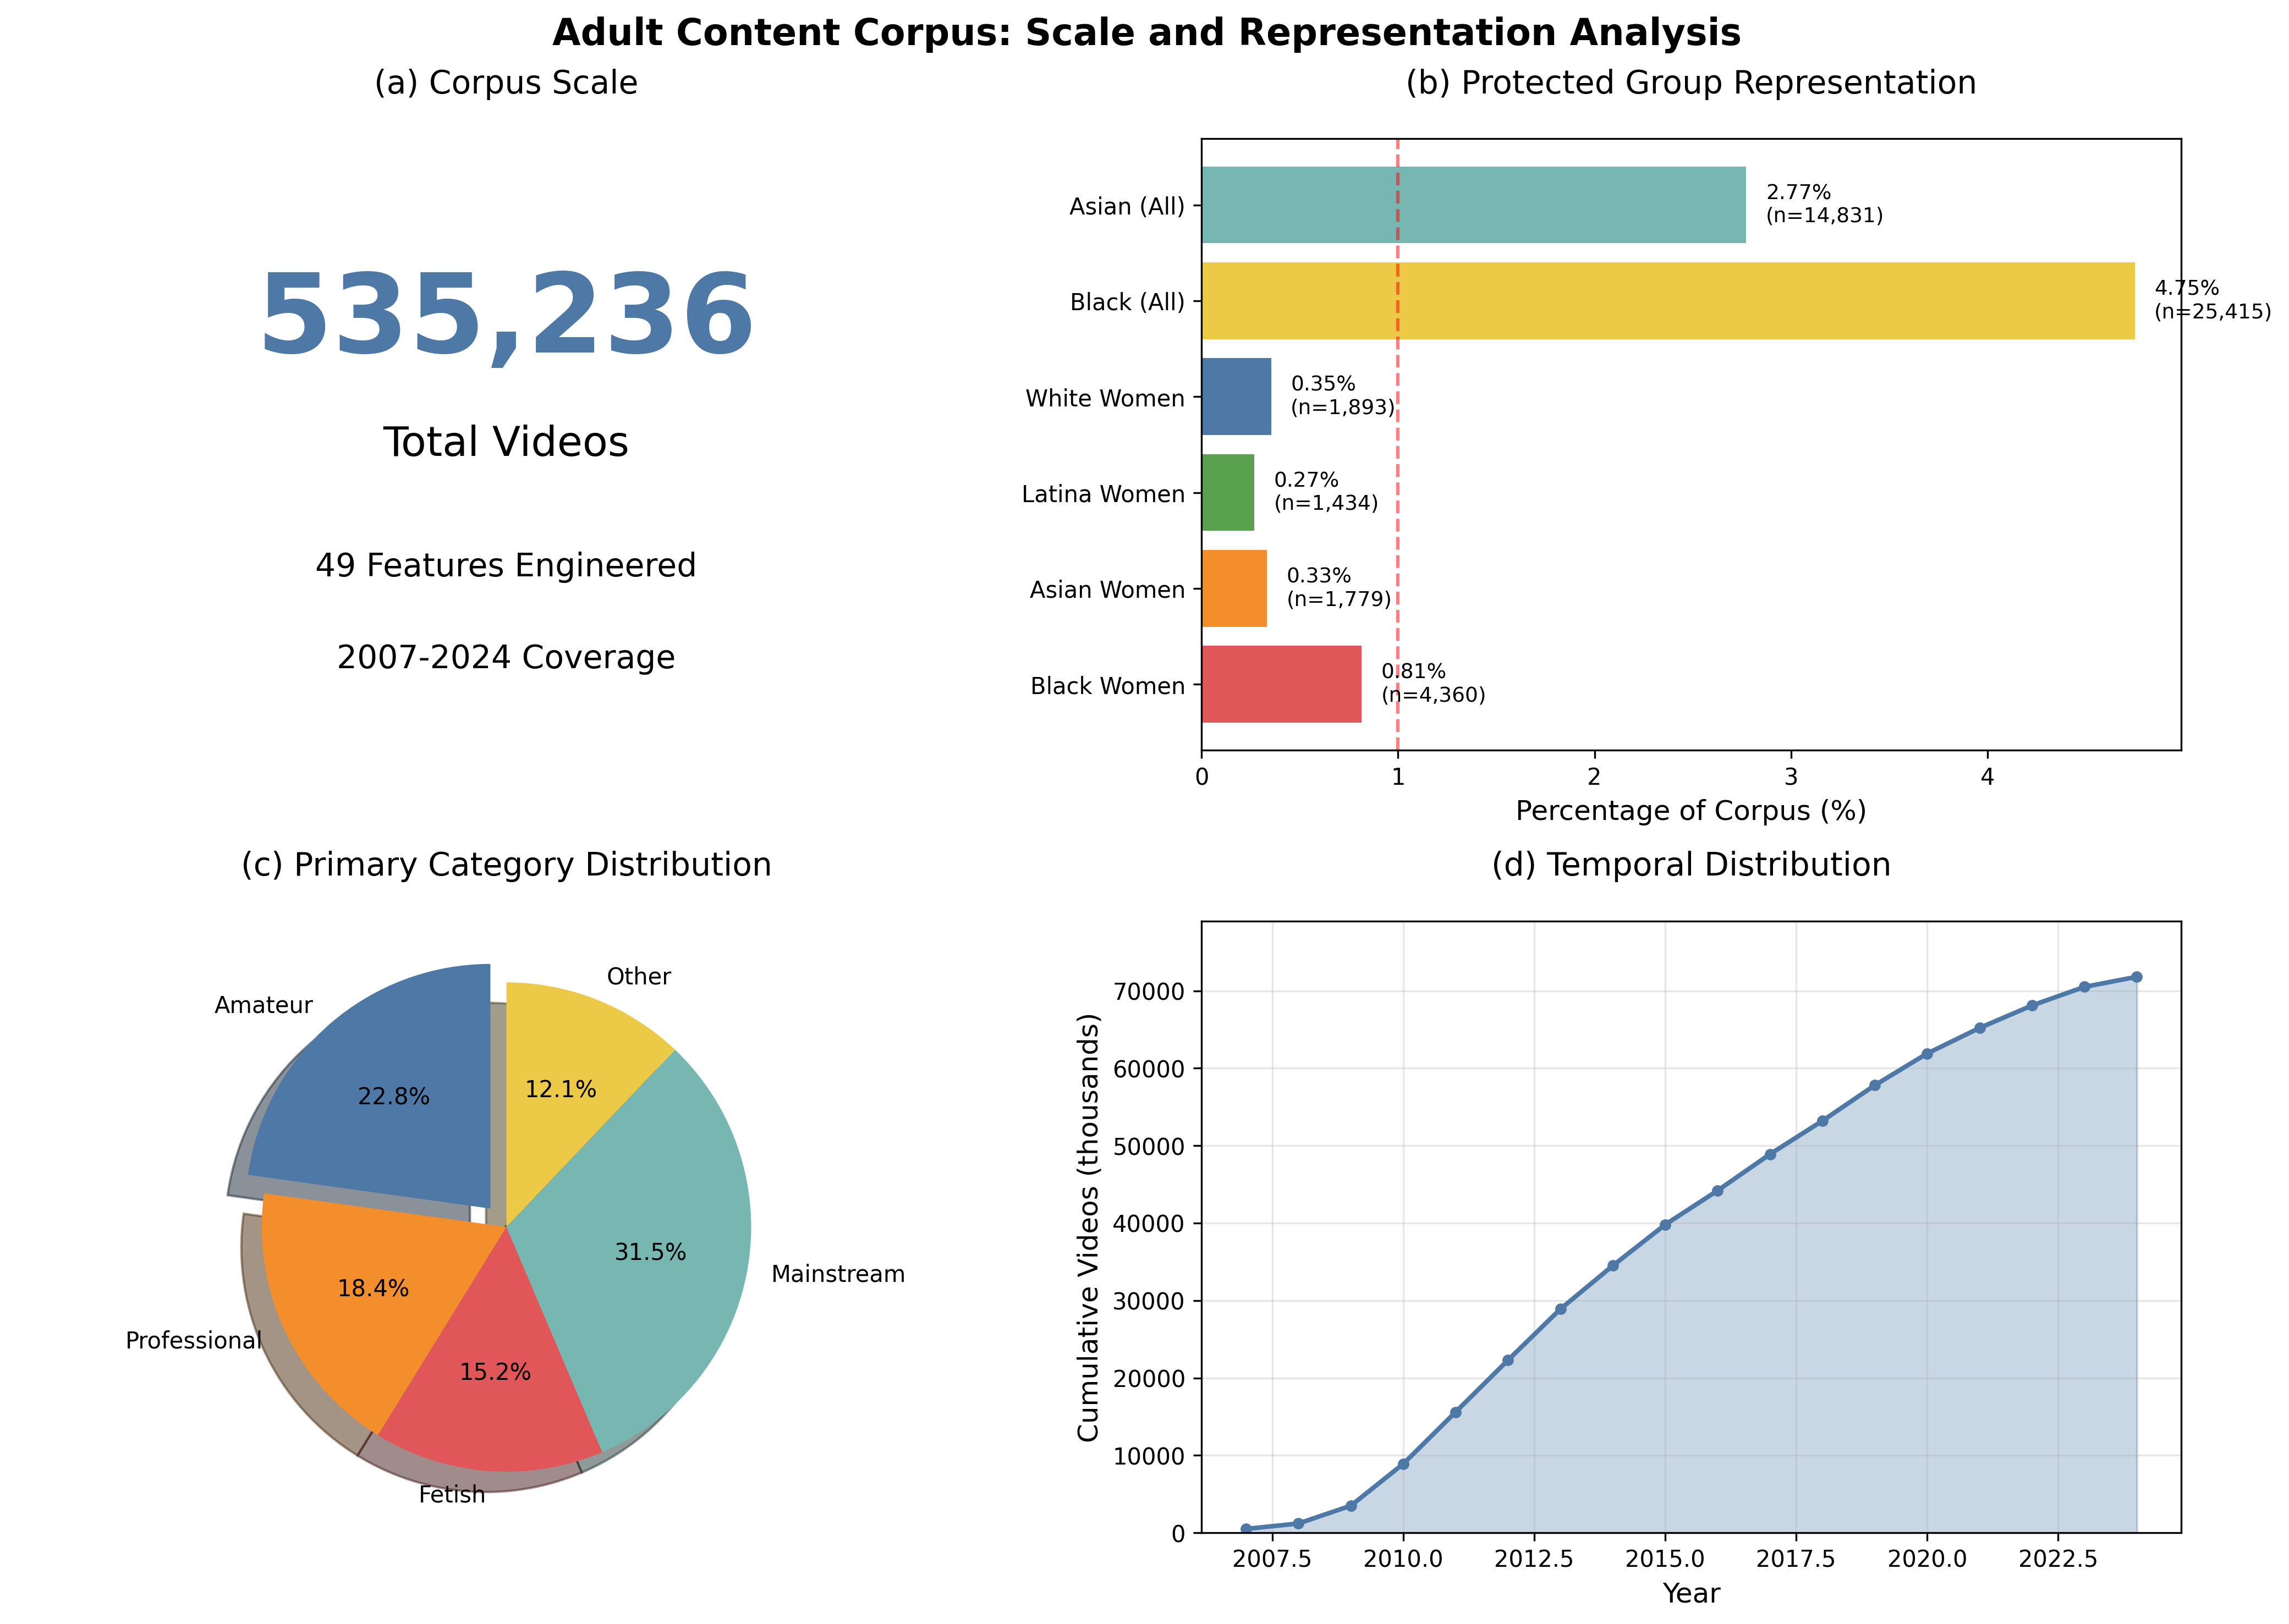 Adult Content Corpus: Scale and Representation Analysis
(a) Corpus Scale
535,236
Total Videos
49 Features Engineered
2007-2024 Coverage
(b) Protected Group Representation
Asian (All)
2.77%
(n=14,831)
Black (All)
4.75%
(n=25,415)
White Women
0.35%
(n=1,893)
Latina Women
0.27%
(n=1,434)
Asian Women
0.33%
(n=1,779)
Black Women
0.81%
(n=4,360)
0 1 2 3 4
Percentage of Corpus (%)
(c) Primary Category Distribution
Other
Amateur
12.1%
22.8%
31.5%
Mainstream
18.4%
Professional
15.2%
Fetish
(d) Temporal Distribution
Cumulative Videos (thousands)
70000
60000
50000
40000
30000
20000
10000
0
2007.5 2010.0 2012.5 2015.0 2017.5 2020.0 2022.5
Year